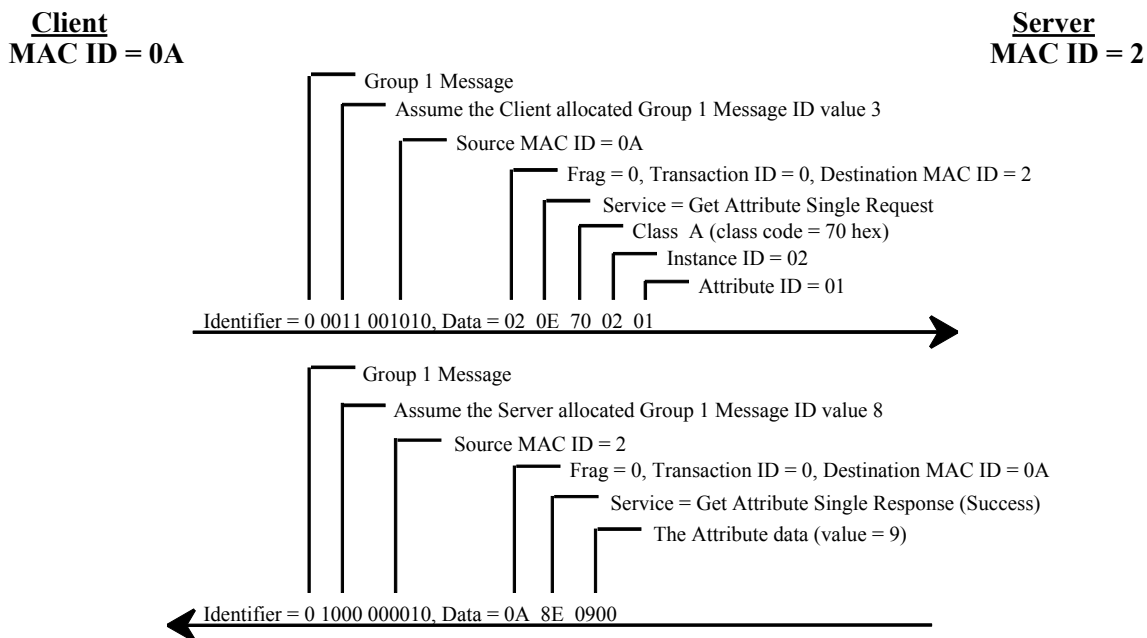 Client
MAC ID = 0A
Server
MAC ID = 2
Group 1 Message
Assume the Client allocated Group 1 Message ID value 3
Source MAC ID = 0A
Frag = 0, Transaction ID = 0, Destination MAC ID = 2
Service = Get Attribute Single Request
Class A (class code = 70 hex)
Instance ID = 02
Attribute ID = 01
Identifier = 0 0011 001010, Data = 02 0E 70 02 01
Group 1 Message
Assume the Server allocated Group 1 Message ID value 8
Source MAC ID = 2
Frag = 0, Transaction ID = 0, Destination MAC ID = 0A
Service = Get Attribute Single Response (Success)
The Attribute data (value = 9)
Identifier = 0 1000 000010, Data = 0A 8E 0900